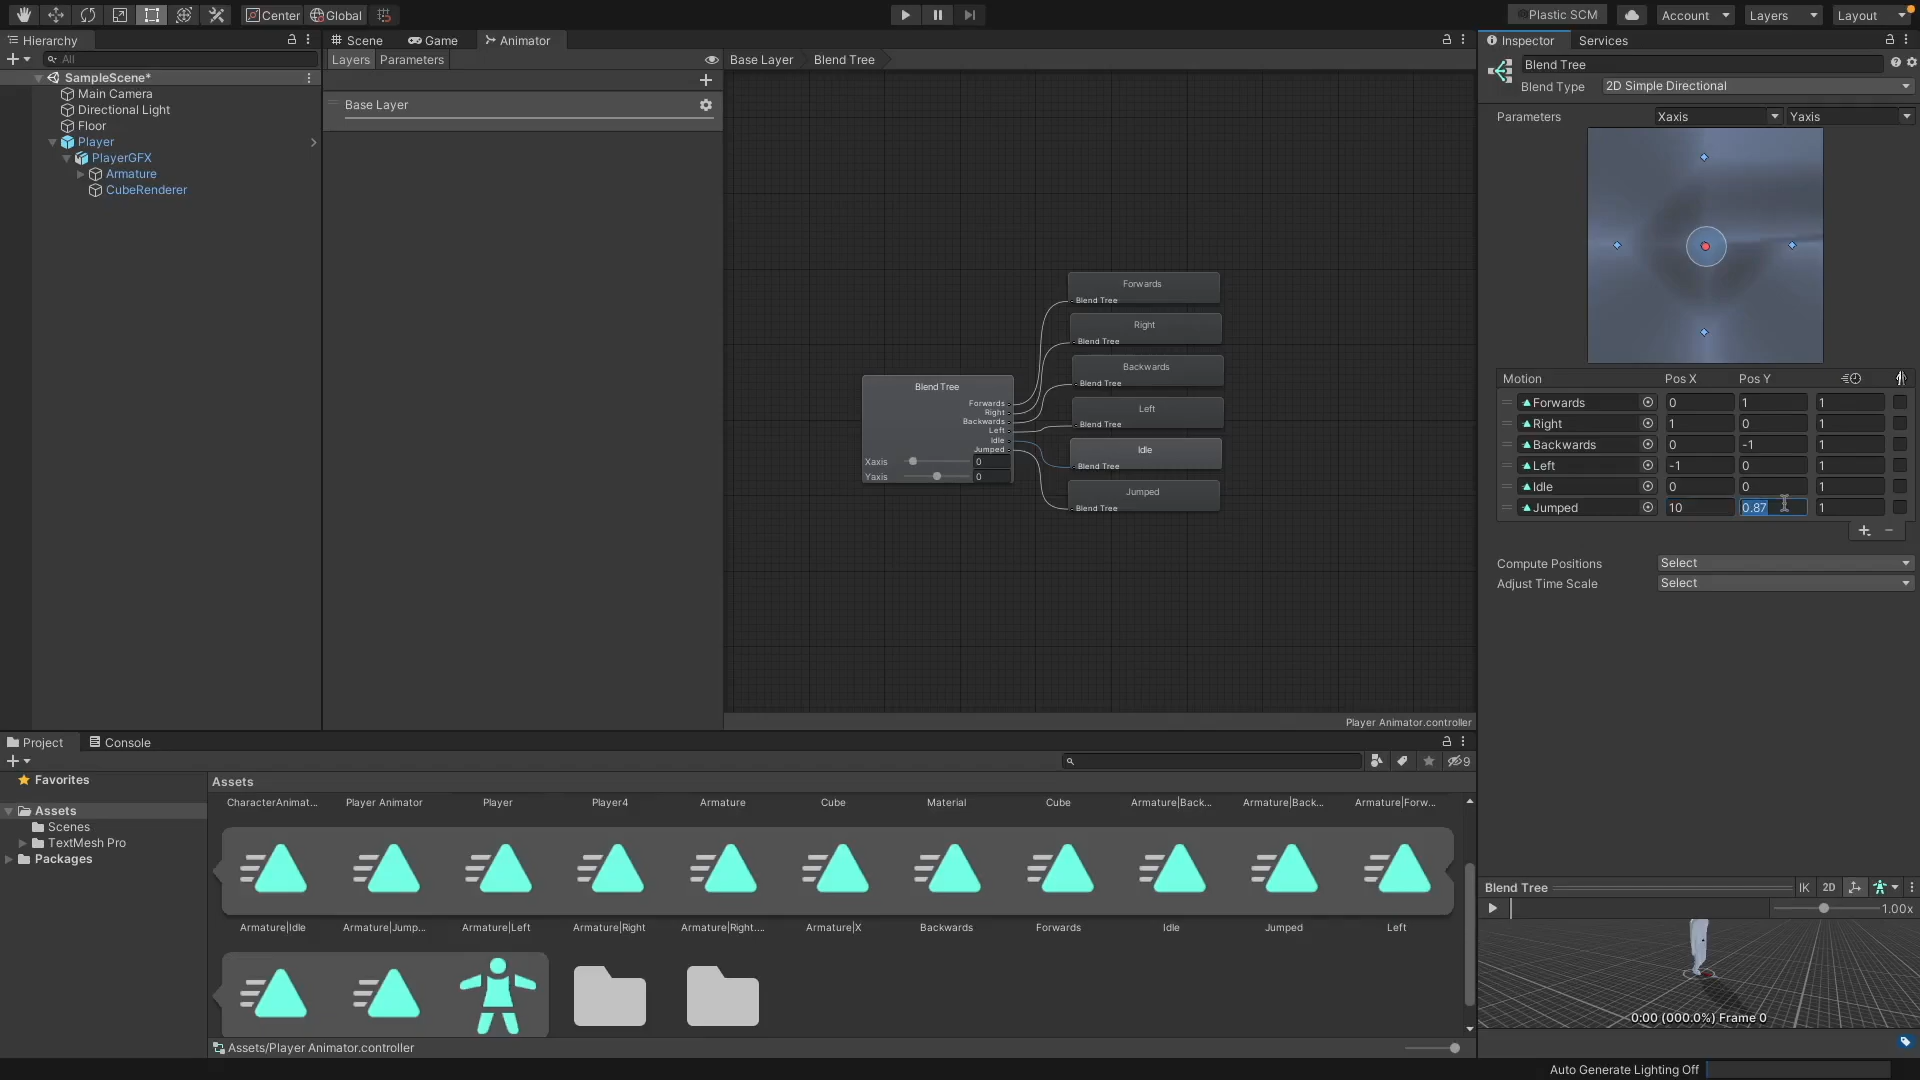 Center
Global
Plastic SCM
Account
Layers
Layout
Hierarchy
Scene
Game
Animator
Inspector
Services
All
Layers
Parameters
Base Layer
Blend Tree
Blend Tree
Blend Type
2D Simple Directional
SampleScene*
Main Camera
Directional Light
Floor
Player
PlayerGFX
Armature
CubeRenderer
Base Layer
Parameters
Xaxis
Yaxis
Forwards
Blend Tree
Right
Blend Tree
Backwards
Blend Tree
Left
Blend Tree
Idle
Blend Tree
Jumped
Blend Tree
Blend Tree
Forwards
Right
Backwards
Left
Idle
Jumped
Xaxis 0
Yaxis 0
Motion Pos X Pos Y
Forwards 0 1 1
Right 1 0 1
Backwards 0 -1 1
Left -1 0 1
Idle 0 0 1
Jumped 10 0.87 1
Compute Positions Select
Adjust Time Scale Select
Player Animator.controller
Project
Console
9
Favorites
Assets
Scenes
TextMesh Pro
Packages
Assets
CharacterAnimat... Player Animator Player Player4 Armature Cube Material Cube Armature|Back... Armature|Back... Armature|Forw...
Armature|Idle Armature|Jump... Armature|Left Armature|Right Armature|Right.... Armature|X Backwards Forwards Idle Jumped Left
Assets/Player Animator.controller
Blend Tree
IK
2D
1.00x
0:00 (000.0%) Frame 0
Auto Generate Lighting Off